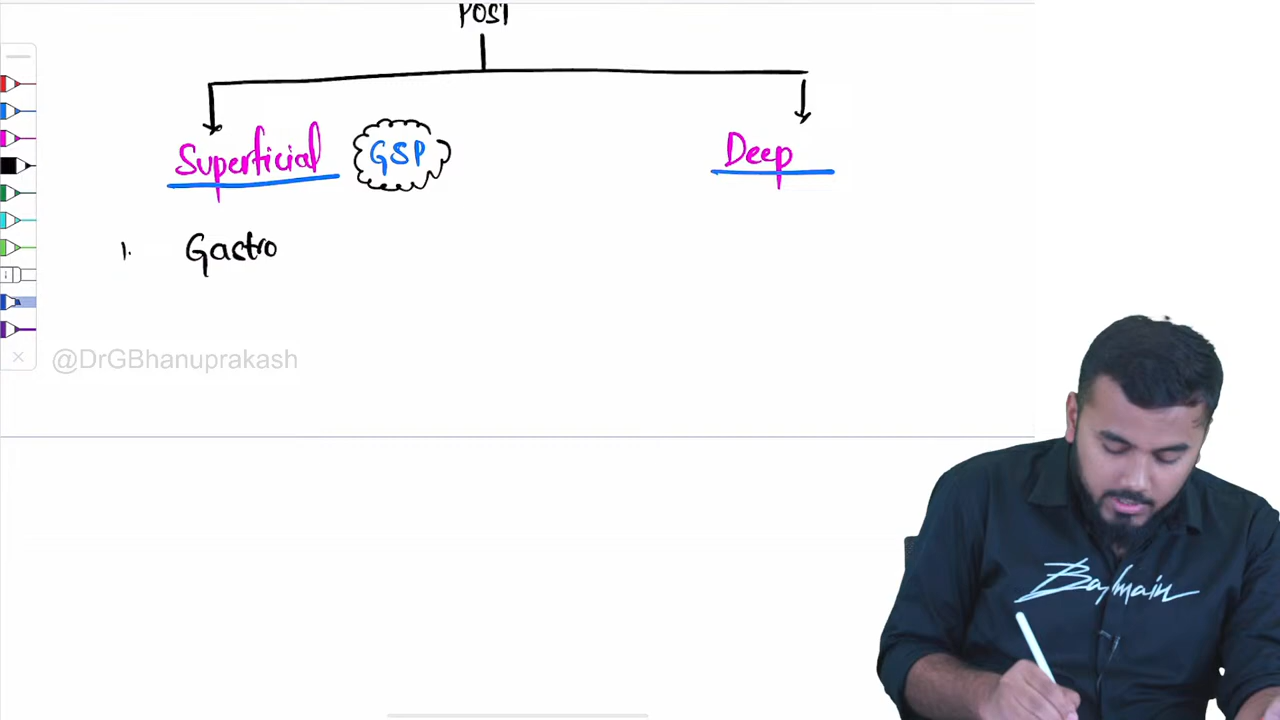 POST
Superficial GSP Deep
1. Gastro
@DrGBhanuprakash
Balmain